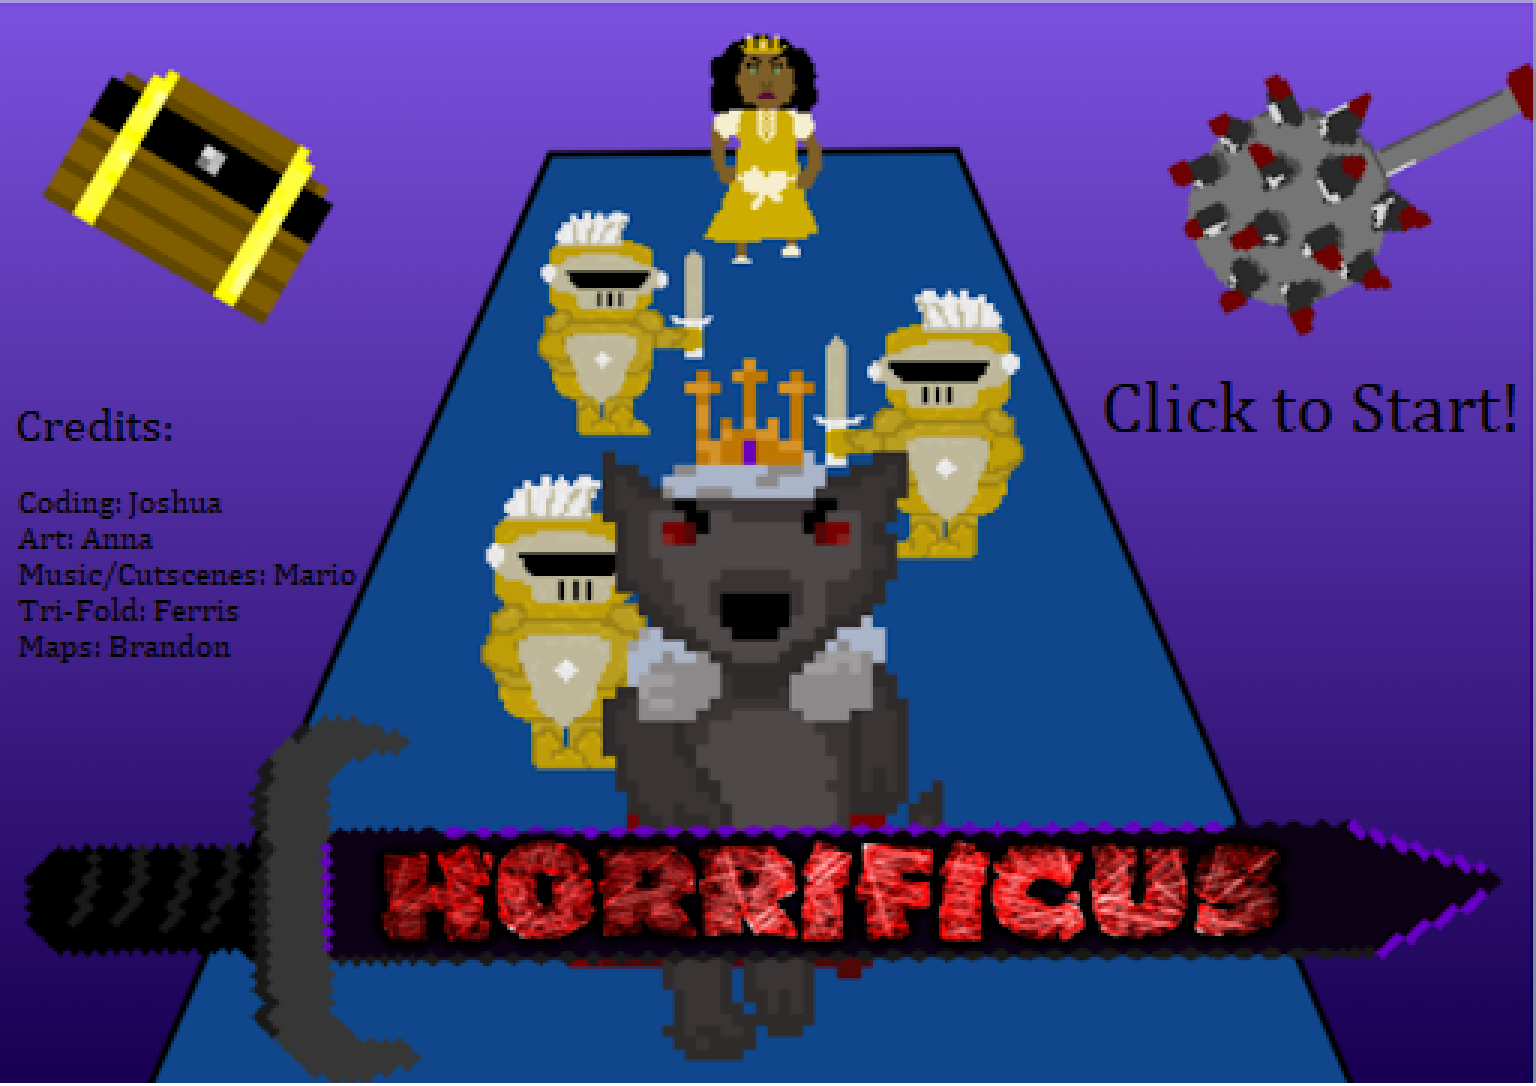 Click to Start!
Credits:
Coding: Joshua
Art: Anna
Music/Cutscenes: Mario
Tri-Fold: Ferris
Maps: Brandon
HORRIFICUS